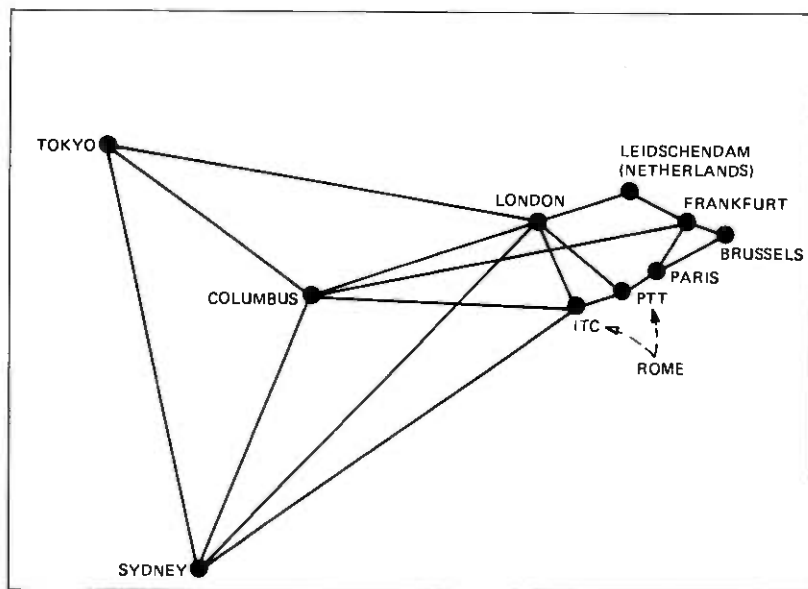 TOKYO
LEIDSCHENDAM
(NETHERLANDS)
LONDON
FRANKFURT
BRUSSELS
PARIS
COLUMBUS
PTT
ITC
ROME
SYDNEY